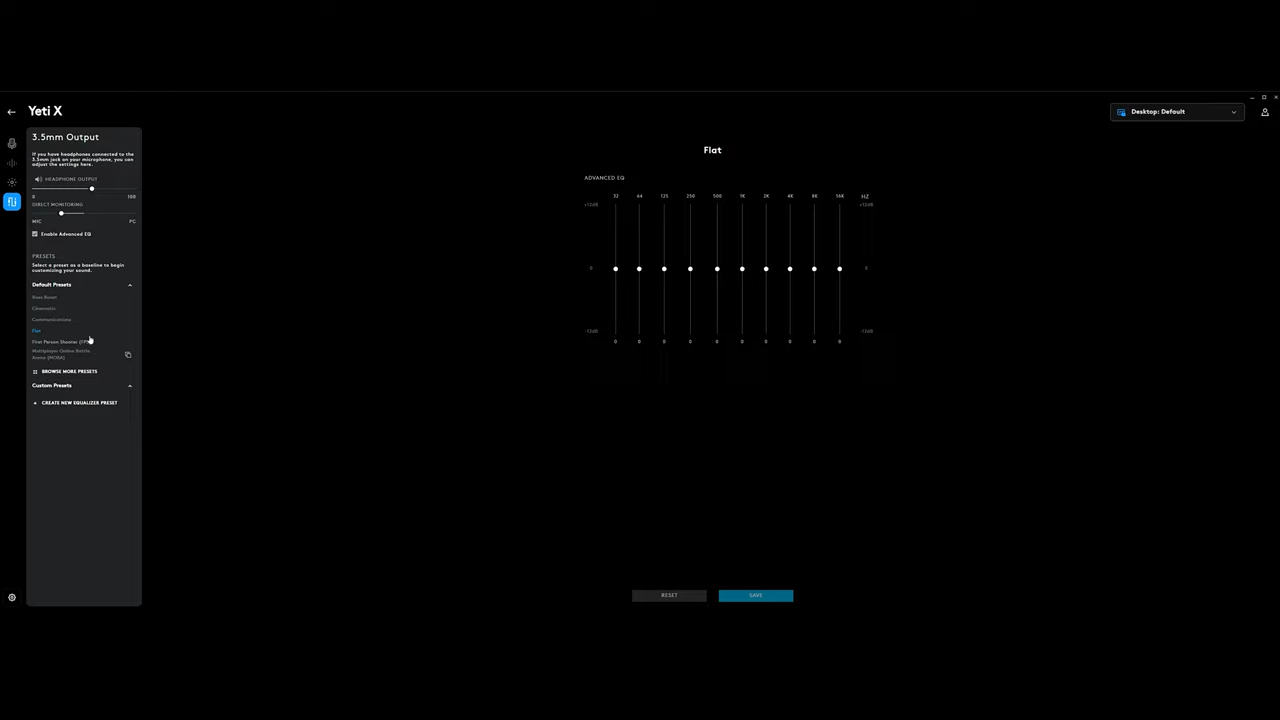 Yeti X
Desktop: Default
3.5mm Output
If you have headphones connected to the
3.5mm jack on your microphone, you can
adjust the settings here.
HEADPHONE OUTPUT
0 100
DIRECT MONITORING
MIC PC
Enable Advanced EQ
PRESETS
Select a preset as a baseline to begin
customizing your sound.
Default Presets
Bass Boost
Cinematic
Communications
Flat
First Person Shooter (FPS)
Multiplayer Online Battle
Arena (MOBA)
BROWSE MORE PRESETS
Custom Presets
+ CREATE NEW EQUALIZER PRESET
Flat
ADVANCED EQ
32 64 125 250 500 1K 2K 4K 8K 16K HZ
+12dB +12dB
0 0
-12dB -12dB
0 0 0 0 0 0 0 0 0 0
RESET SAVE